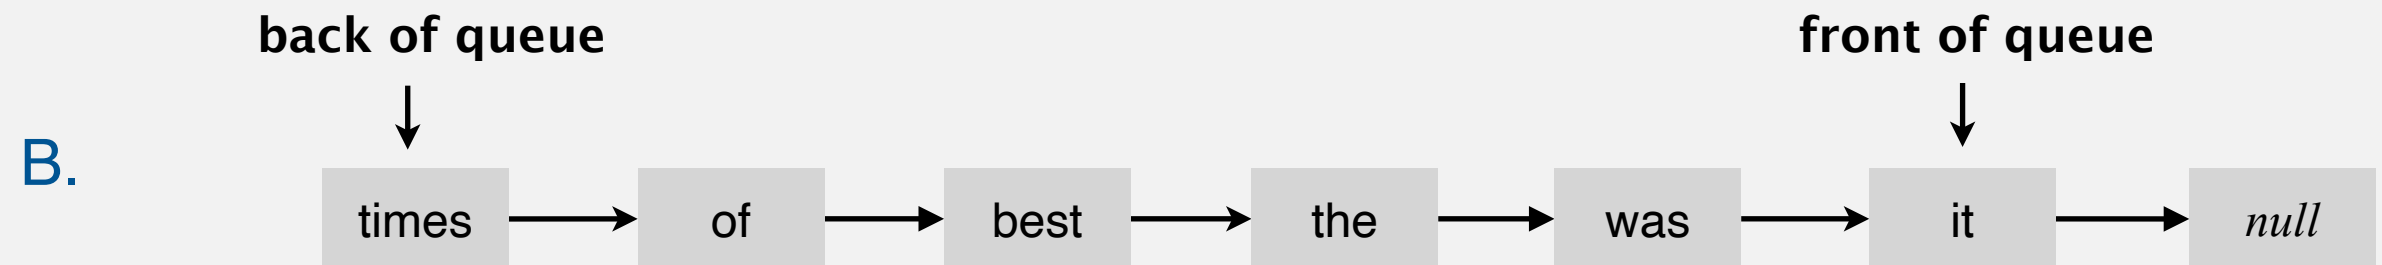 back of queue front of queue
B.
times of best the was it null